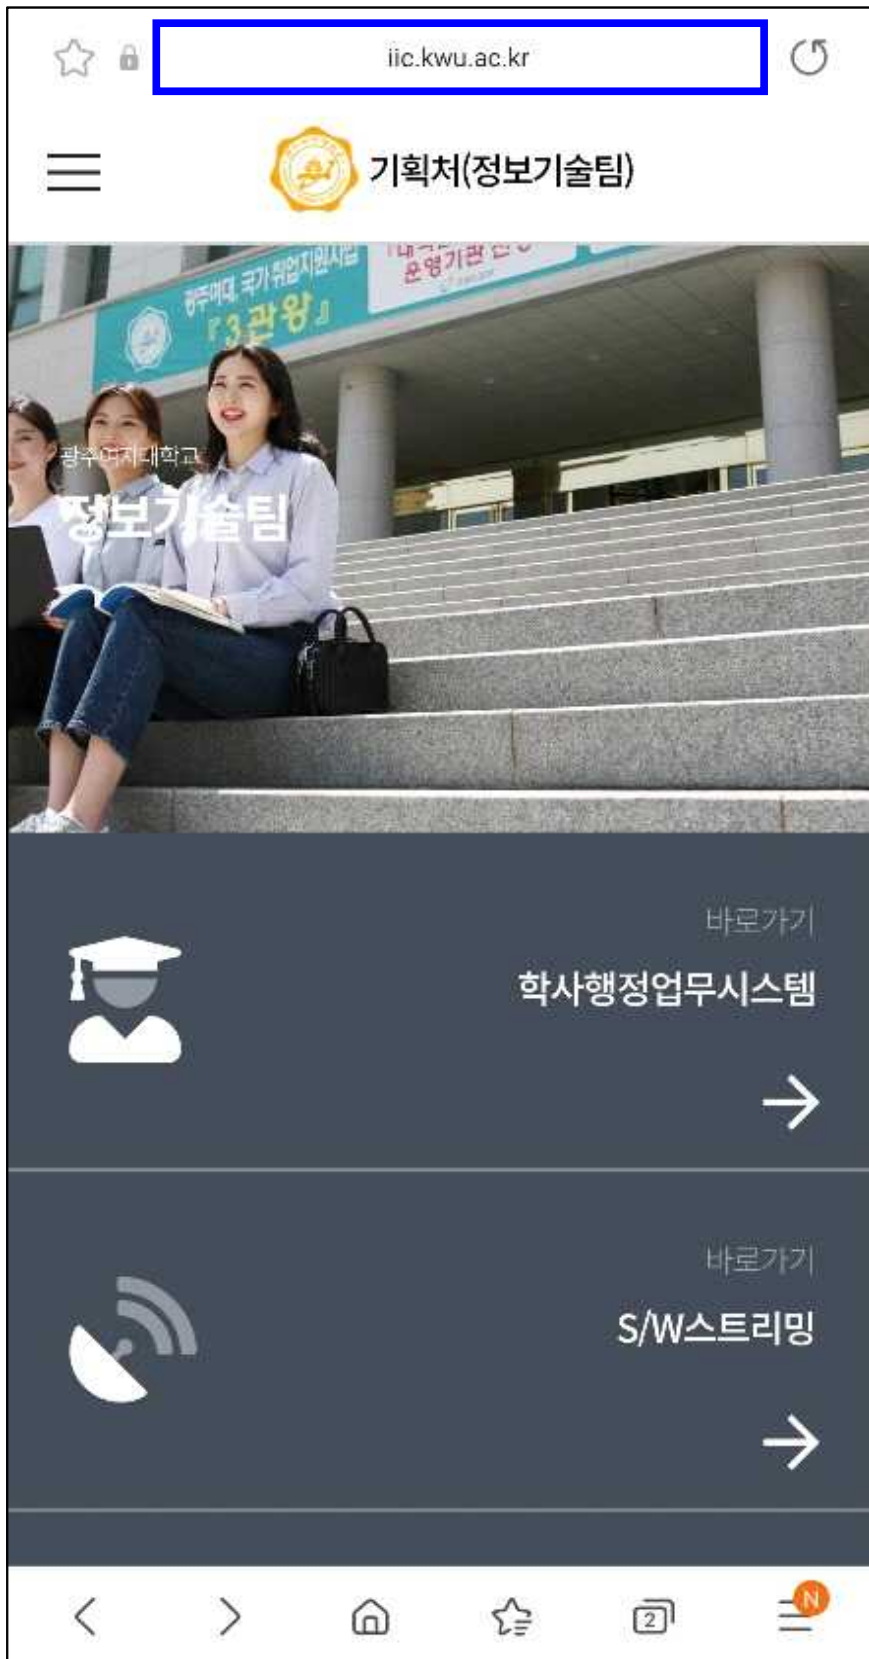 iic.kwu.ac.kr
기획처(정보기술팀)
광주여대, 국가 취업지원사업
『3관왕』
운영기관 선정
광주여자대학교
정보기술팀
바로가기
학사행정업무시스템
바로가기
S/W스트리밍
2
N